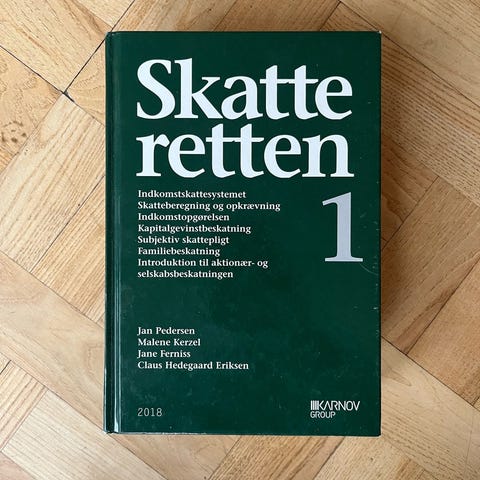 Skatte
retten
1
Indkomstskattesystemet
Skatteberegning og opkrævning
Indkomstopgørelsen
Kapitalgevinstbeskatning
Subjektiv skattepligt
Familiebeskatning
Introduktion til aktionær- og
selskabsbeskatningen
Jan Pedersen
Malene Kerzel
Jane Ferniss
Claus Hedegaard Eriksen
2018
KARNOV
GROUP